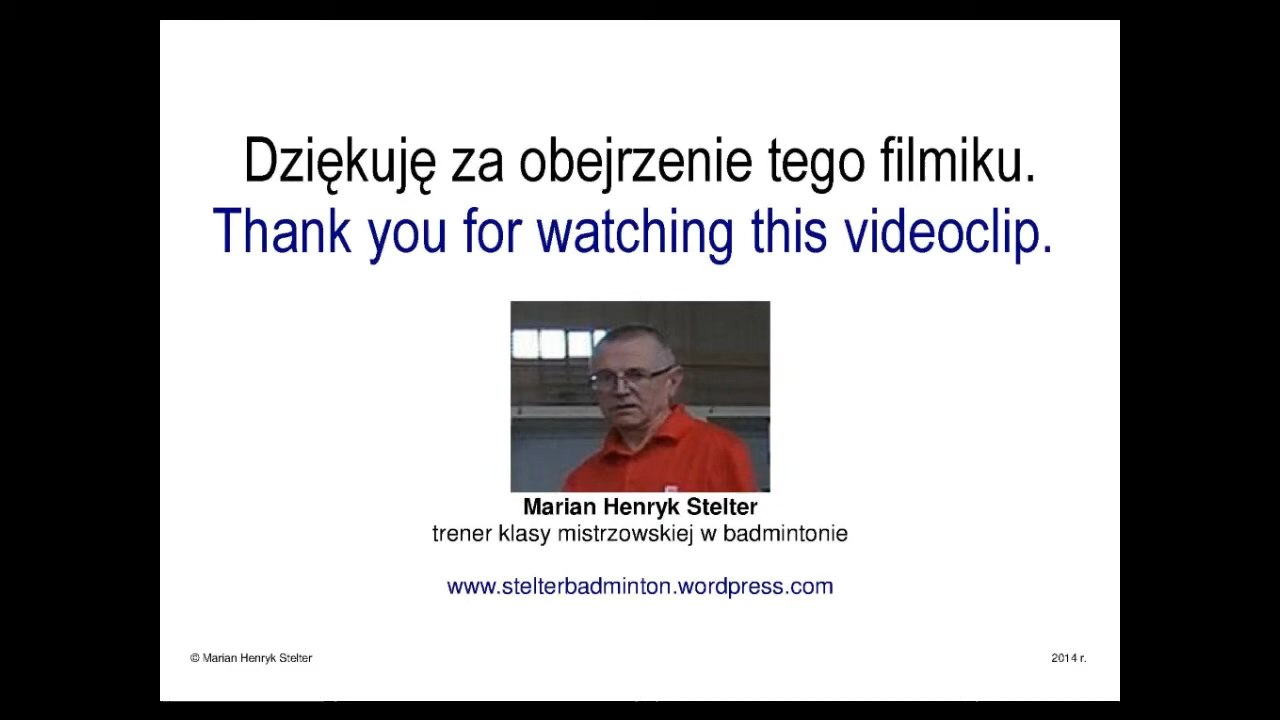 Dziękuję za obejrzenie tego filmiku.
Thank you for watching this videoclip.
Marian Henryk Stelter
trener klasy mistrzowskiej w badmintonie
www.stelterbadminton.wordpress.com
© Marian Henryk Stelter
2014 r.